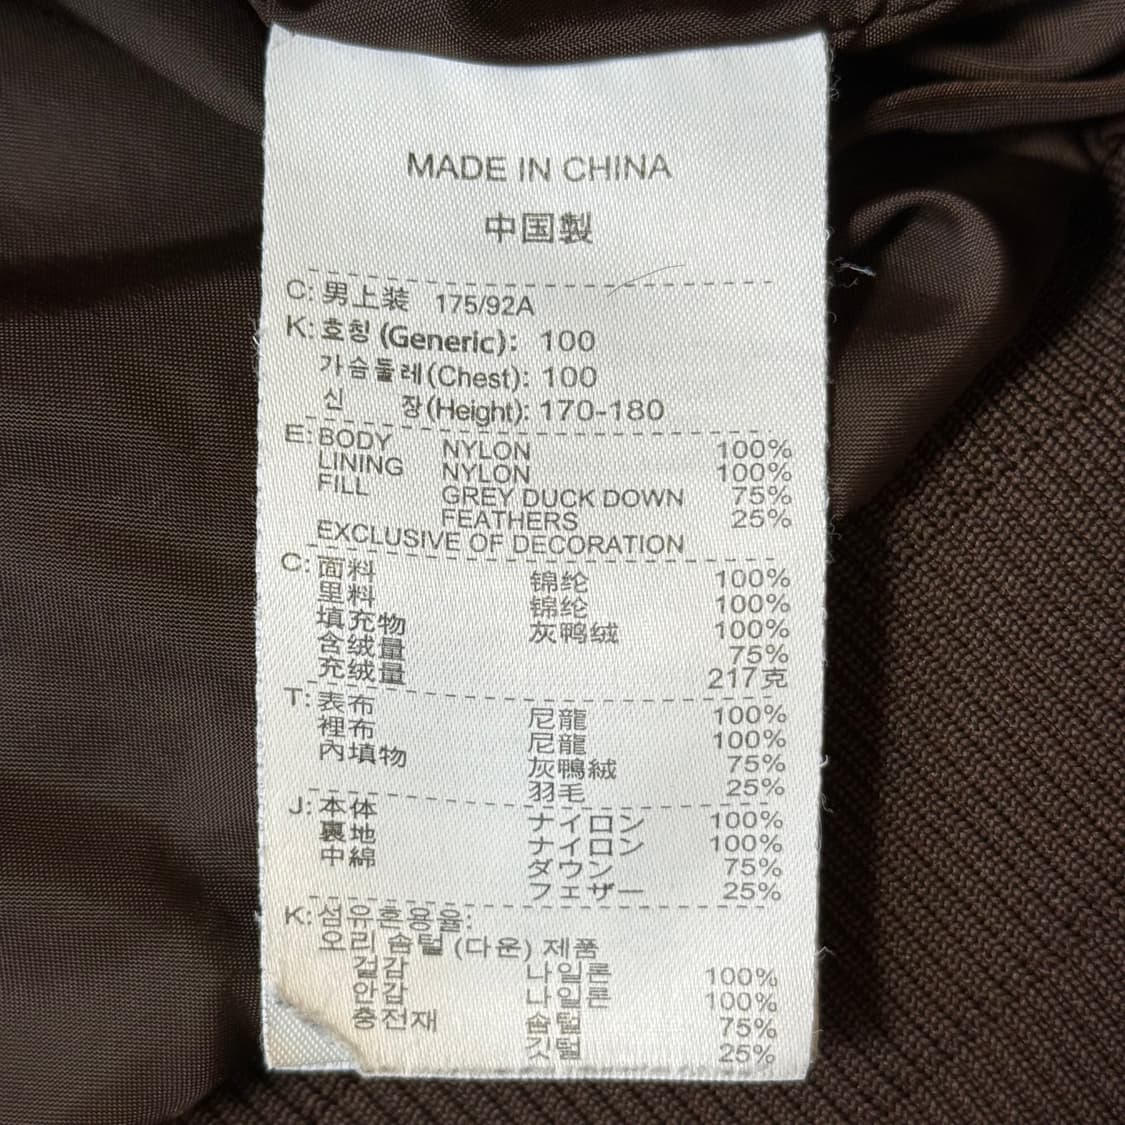 MADE IN CHINA
中国製
C: 男上装 175/92A
K: 호칭 (Generic): 100
가슴둘레(Chest): 100
신 장(Height): 170-180
E: BODY NYLON 100%
LINING NYLON 100%
FILL GREY DUCK DOWN 75%
FEATHERS 25%
EXCLUSIVE OF DECORATION
C: 面料 锦纶 100%
里料 锦纶 100%
填充物 灰鸭绒 100%
含绒量 75%
充绒量 217克
T: 表布 尼龍 100%
裡布 尼龍 100%
內填物 灰鴨絨 75%
羽毛 25%
J: 本体 ナイロン 100%
裏地 ナイロン 100%
中綿 ダウン 75%
フェザー 25%
K: 섬유혼용율:
오리 솜털 (다운) 제품
겉감 나일론 100%
안감 나일론 100%
충전재 솜털 75%
깃털 25%